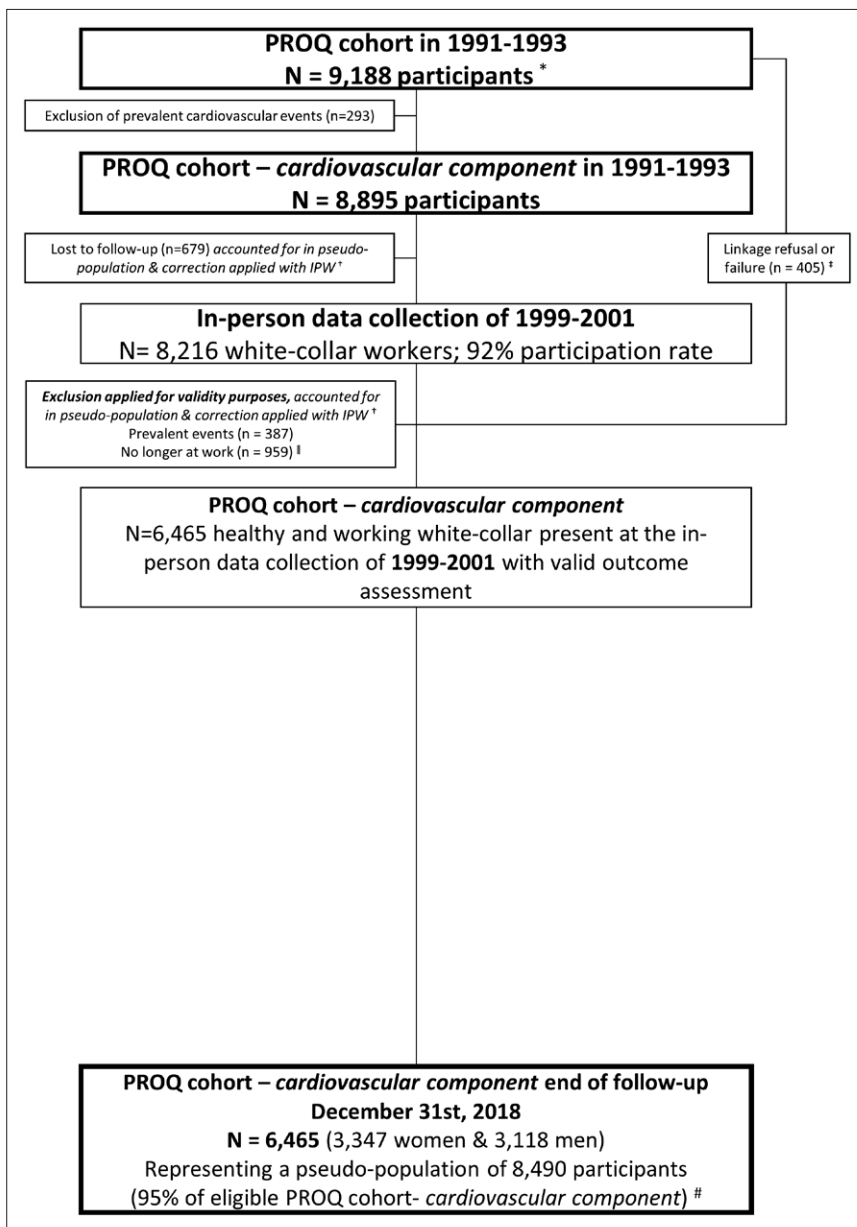 PROQ cohort in 1991-1993
N = 9,188 participants *
Exclusion of prevalent cardiovascular events (n=293)
PROQ cohort – cardiovascular component in 1991-1993
N = 8,895 participants
Lost to follow-up (n=679) accounted for in pseudo-
population & correction applied with IPW †
Linkage refusal or
failure (n = 405) ‡
In-person data collection of 1999-2001
N= 8,216 white-collar workers; 92% participation rate
Exclusion applied for validity purposes, accounted for
in pseudo-population & correction applied with IPW †
Prevalent events (n = 387)
No longer at work (n = 959) ‖
PROQ cohort – cardiovascular component
N=6,465 healthy and working white-collar present at the in-
person data collection of 1999-2001 with valid outcome
assessment
PROQ cohort – cardiovascular component end of follow-up
December 31st, 2018
N = 6,465 (3,347 women & 3,118 men)
Representing a pseudo-population of 8,490 participants
(95% of eligible PROQ cohort- cardiovascular component) #